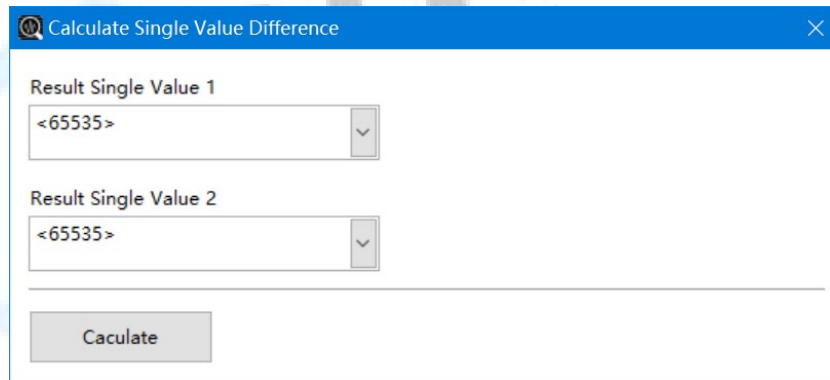 Calculate Single Value Difference
Result Single Value 1
<65535>
Result Single Value 2
<65535>
Caculate